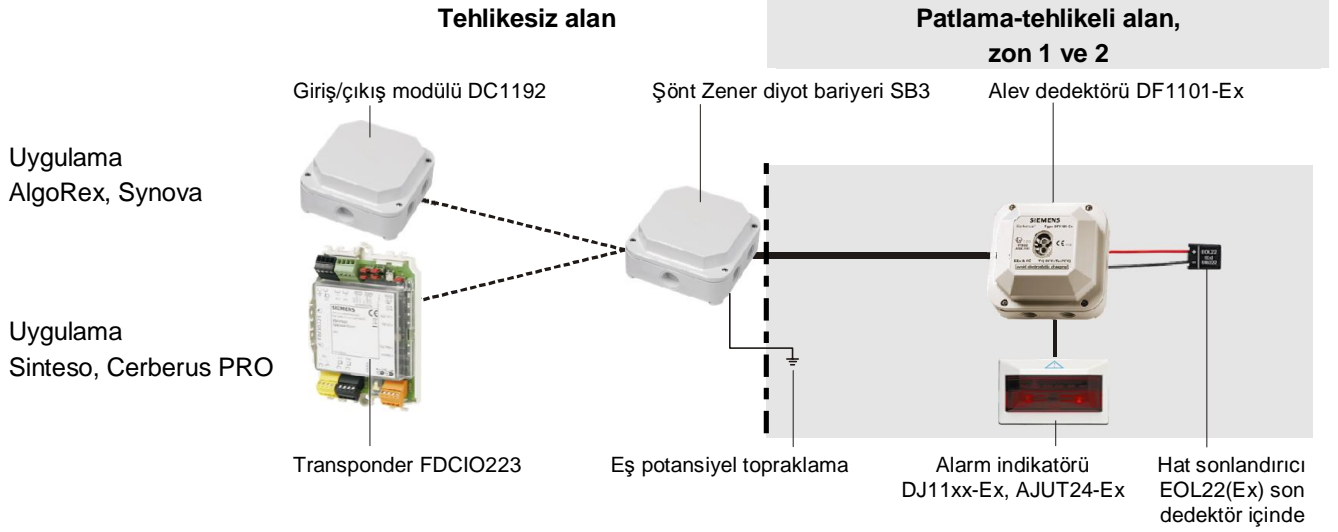 Tehlikesiz alan
Patlama-tehlikeli alan,
zon 1 ve 2
Giriş/çıkış modülü DC1192
Şönt Zener diyot bariyeri SB3
Alev dedektörü DF1101-Ex
Uygulama
AlgoRex, Synova
SIEMENS
EOL22
SIEMENS
Uygulama
Sinteso, Cerberus PRO
Transponder FDCIO223
Eş potansiyel topraklama
Alarm indikatörü
DJ11xx-Ex, AJUT24-Ex
Hat sonlandırıcı
EOL22(Ex) son
dedektör içinde